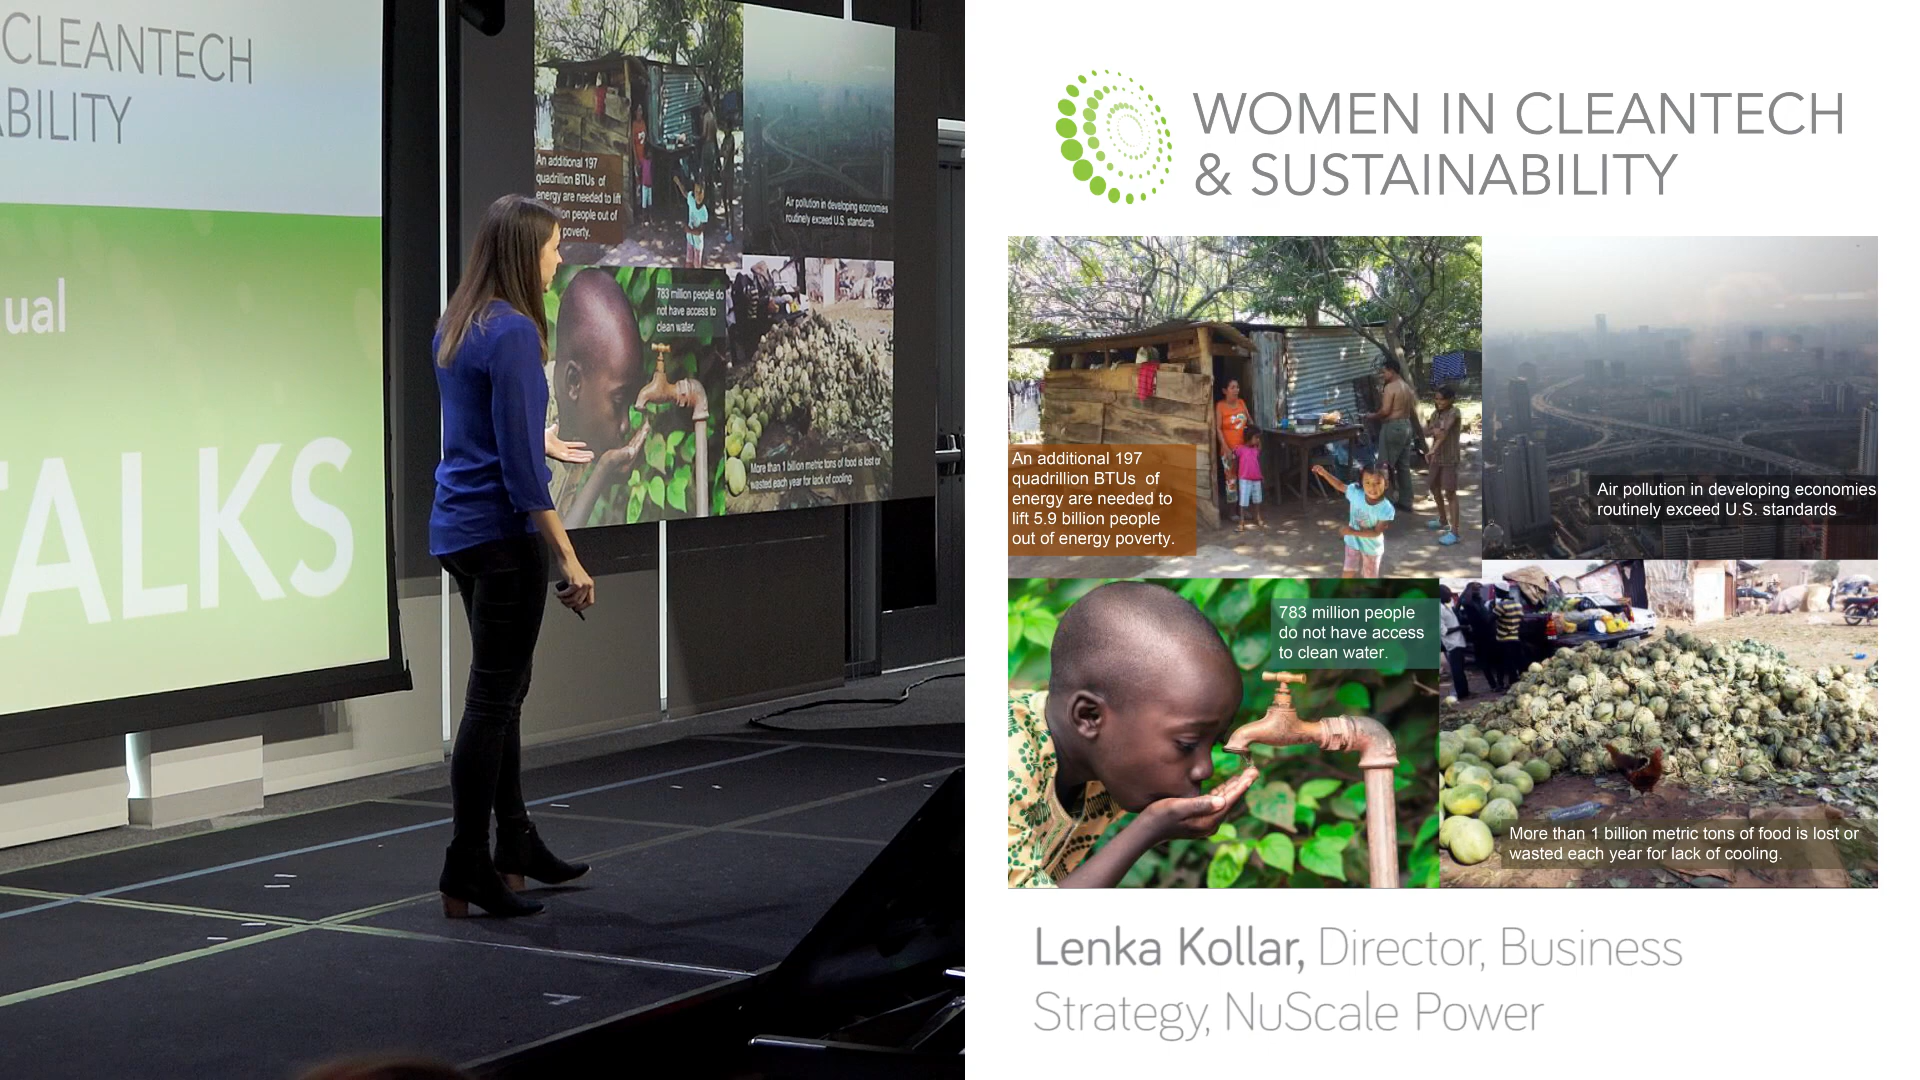 CLEANTECH
ABILITY
ual
TALKS
An additional 197
quadrillion BTUs of
energy are needed to lift
ion people out of
poverty.
Air pollution in developing economies
routinely exceed U.S. standards
783 million people do
not have access to
clean water.
More than 1 billion metric tons of food is lost or
wasted each year for lack of cooling.
WOMEN IN CLEANTECH
& SUSTAINABILITY
An additional 197
quadrillion BTUs of
energy are needed to
lift 5.9 billion people
out of energy poverty.
Air pollution in developing economies
routinely exceed U.S. standards
783 million people
do not have access
to clean water.
More than 1 billion metric tons of food is lost or
wasted each year for lack of cooling.
Lenka Kollar, Director, Business
Strategy, NuScale Power